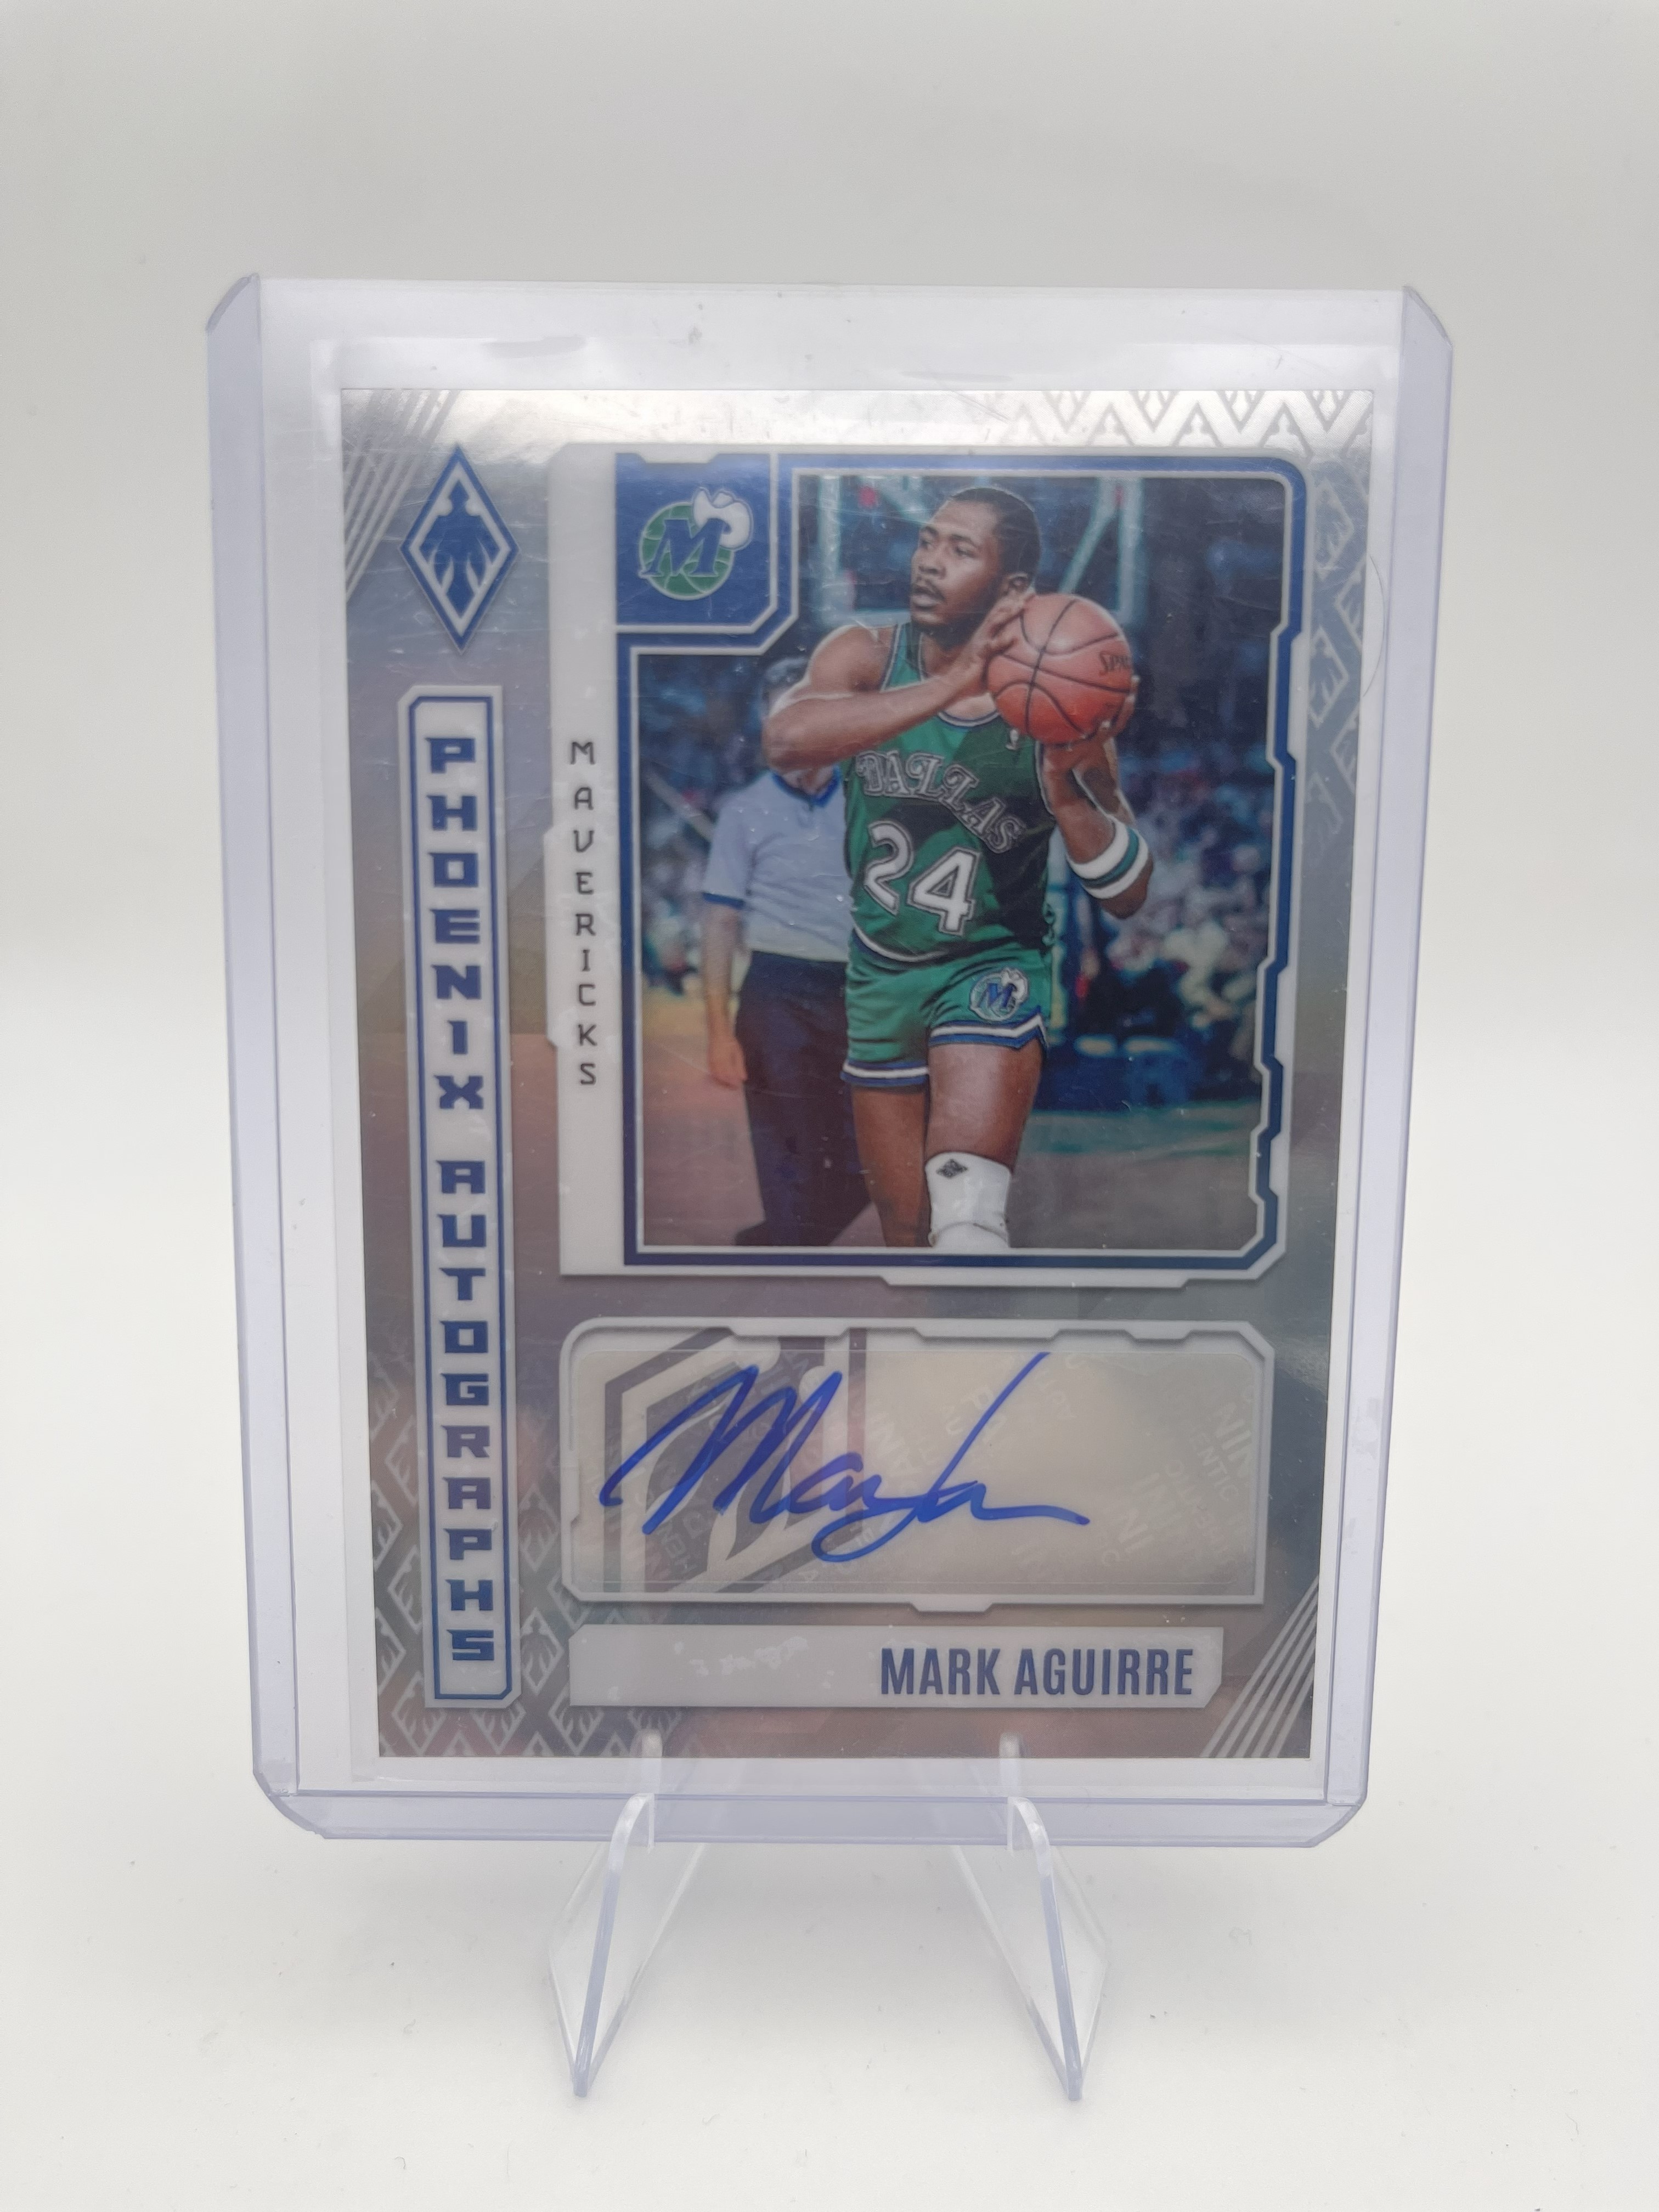 M
MAVERICKS
PHOENIX AUTOGRAPHS
DALLAS
24
M
MARK AGUIRRE